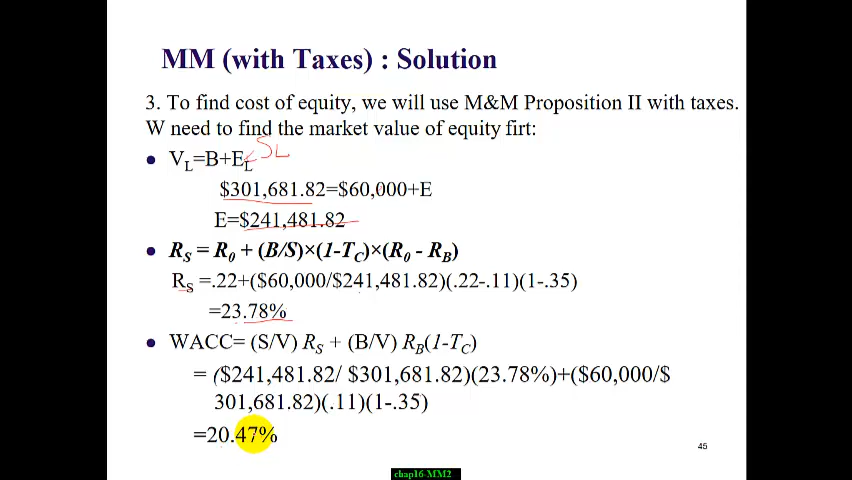 MM (with Taxes) : Solution
3. To find cost of equity, we will use M&M Proposition II with taxes.
W need to find the market value of equity firt:
SL
• VL=B+EL
$301,681.82=$60,000+E
E=$241,481.82
• RS = R0 + (B/S)×(1-TC)×(R0 - RB)
RS =.22+($60,000/$241,481.82)(.22-.11)(1-.35)
=23.78%
• WACC= (S/V) RS + (B/V) RB(1-TC)
= ($241,481.82/ $301,681.82)(23.78%)+($60,000/$
301,681.82)(.11)(1-.35)
=20.47%
45
chap16-MM2